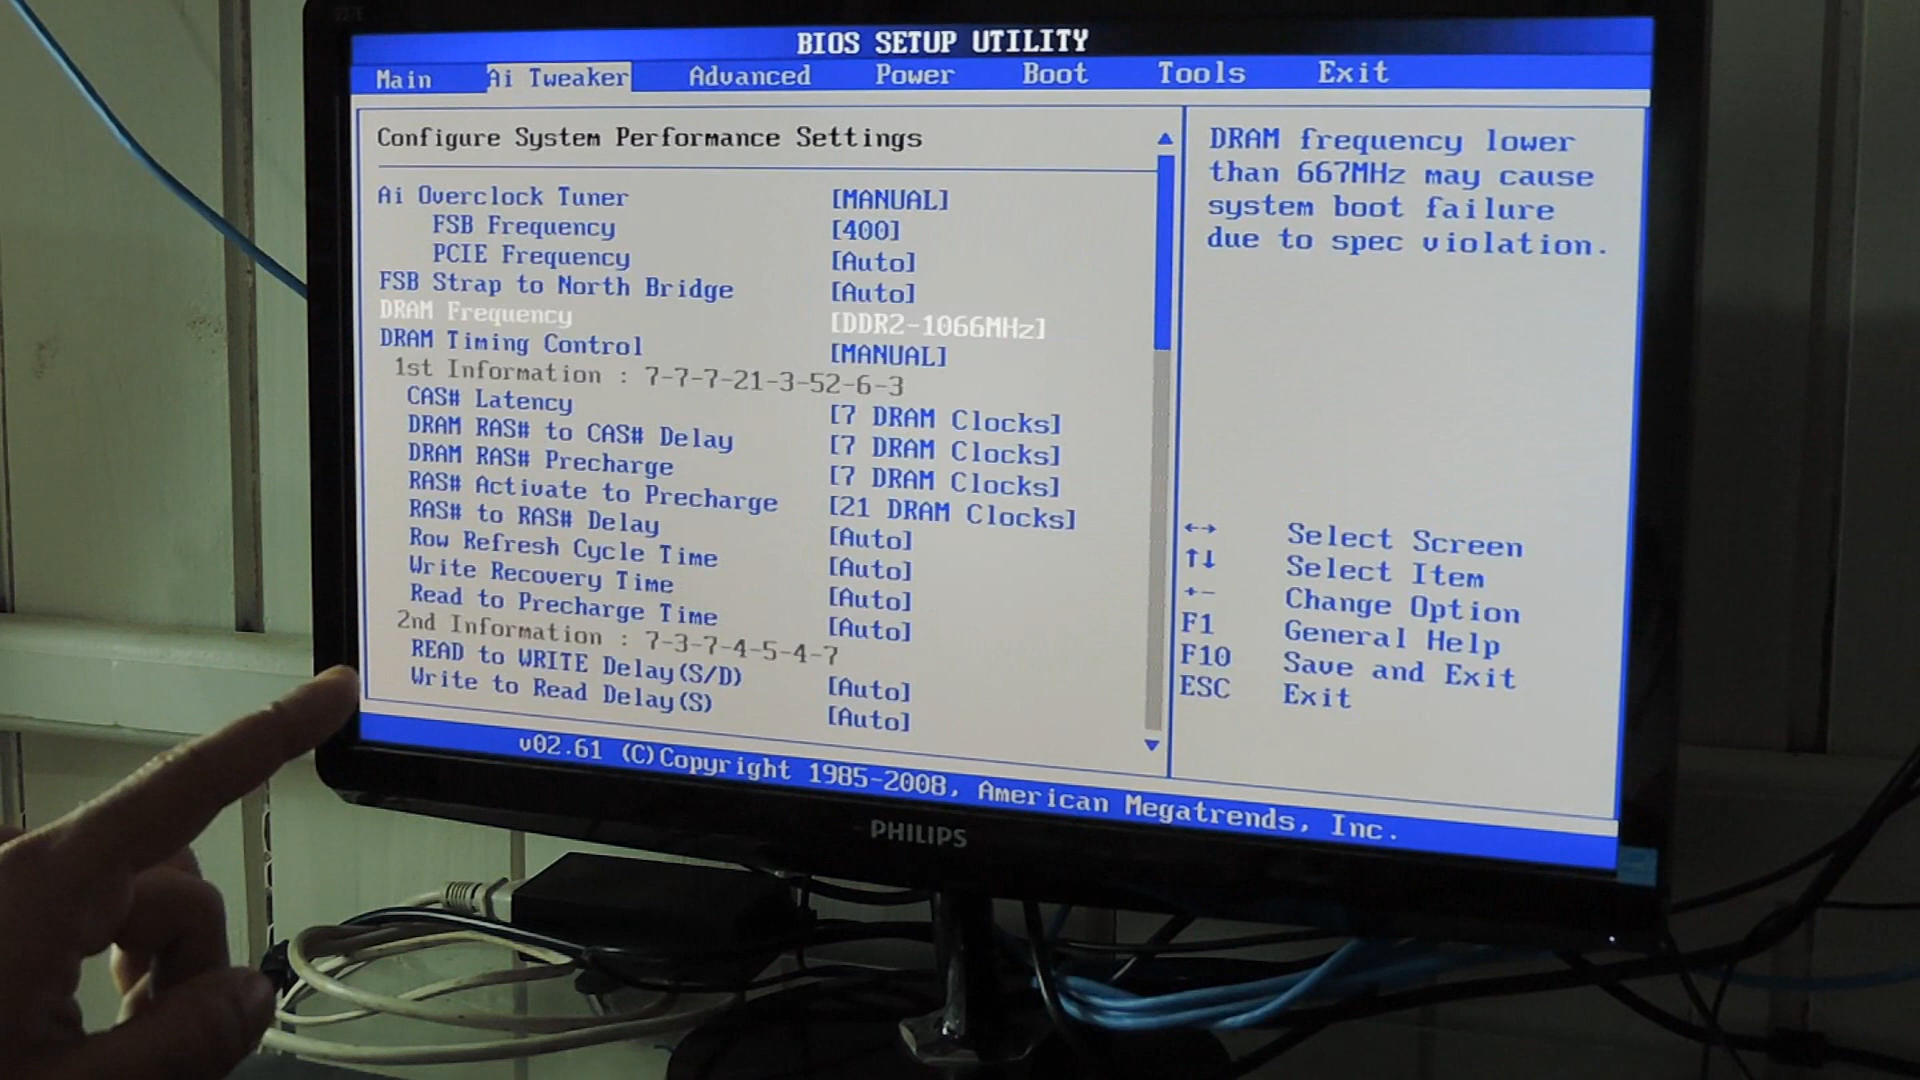 BIOS SETUP UTILITY
Main Ai Tweaker Advanced Power Boot Tools Exit
Configure System Performance Settings
Ai Overclock Tuner [MANUAL]
FSB Frequency [400]
PCIE Frequency [Auto]
FSB Strap to North Bridge [Auto]
DRAM Frequency [DDR2-1066MHz]
DRAM Timing Control [MANUAL]
1st Information : 7-7-7-21-3-52-6-3
CAS# Latency [7 DRAM Clocks]
DRAM RAS# to CAS# Delay [7 DRAM Clocks]
DRAM RAS# Precharge [7 DRAM Clocks]
RAS# Activate to Precharge [21 DRAM Clocks]
RAS# to RAS# Delay [Auto]
Row Refresh Cycle Time [Auto]
Write Recovery Time [Auto]
Read to Precharge Time [Auto]
2nd Information : 7-3-7-4-5-4-7
READ to WRITE Delay(S/D) [Auto]
Write to Read Delay(S) [Auto]
DRAM frequency lower
than 667MHz may cause
system boot failure
due to spec violation.
←→ Select Screen
↑↓ Select Item
+- Change Option
F1 General Help
F10 Save and Exit
ESC Exit
v02.61 (C)Copyright 1985-2008, American Megatrends, Inc.
PHILIPS